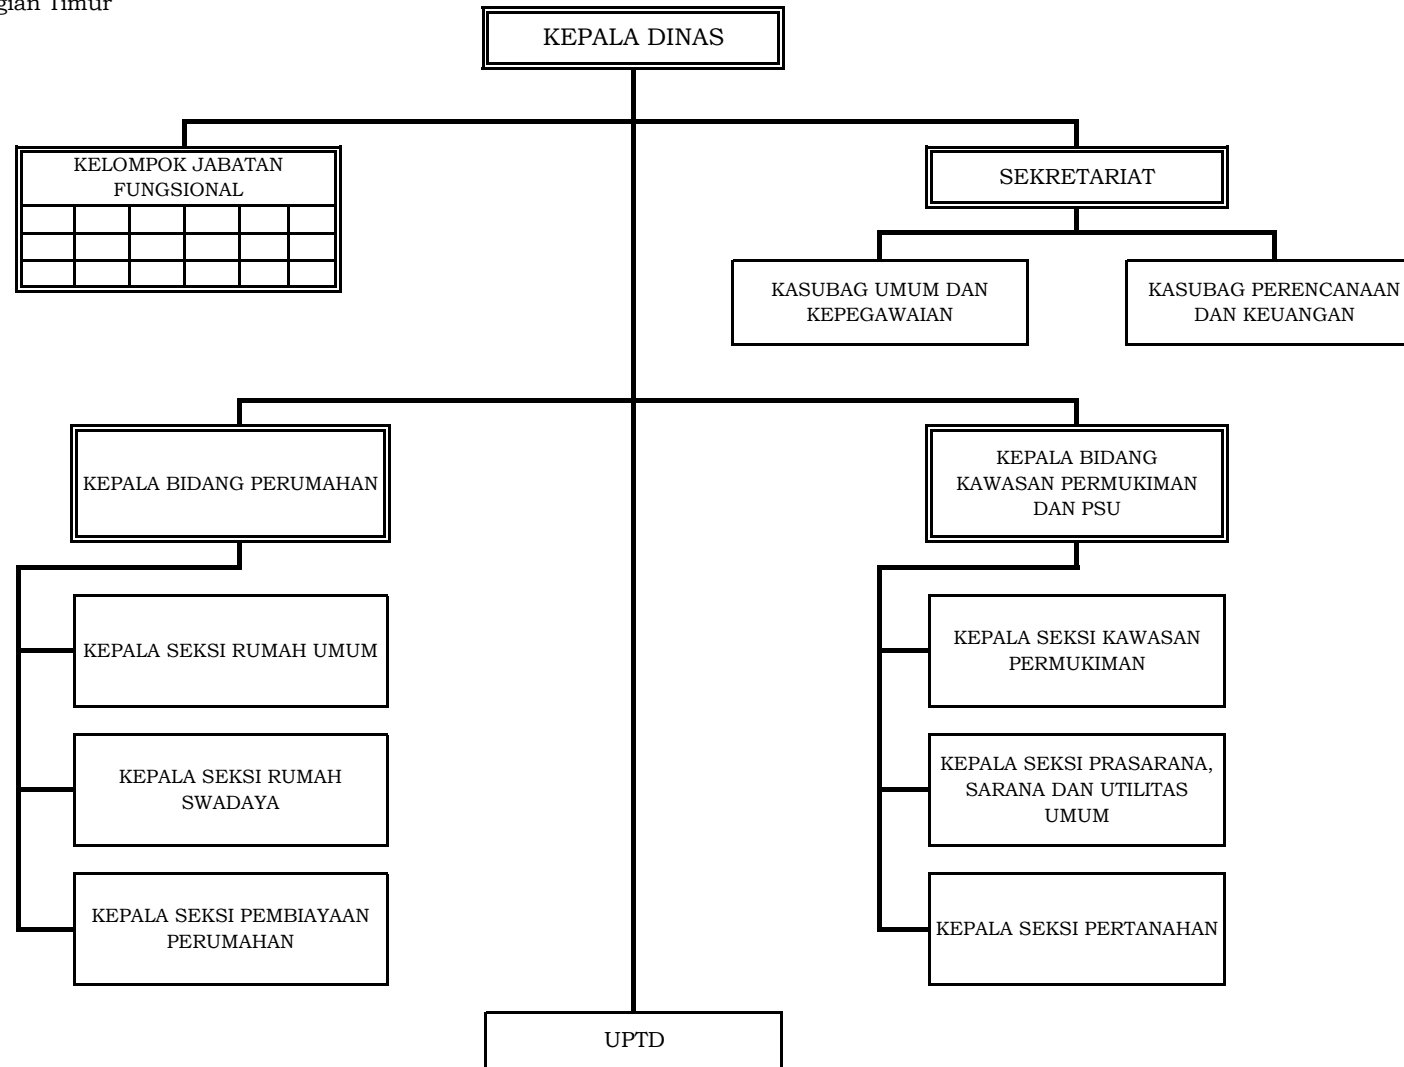 gian Timur
KEPALA DINAS
KELOMPOK JABATAN
FUNGSIONAL
SEKRETARIAT
KASUBAG UMUM DAN
KEPEGAWAIAN
KASUBAG PERENCANAAN
DAN KEUANGAN
KEPALA BIDANG PERUMAHAN
KEPALA BIDANG
KAWASAN PERMUKIMAN
DAN PSU
KEPALA SEKSI RUMAH UMUM
KEPALA SEKSI KAWASAN
PERMUKIMAN
KEPALA SEKSI RUMAH
SWADAYA
KEPALA SEKSI PRASARANA,
SARANA DAN UTILITAS
UMUM
KEPALA SEKSI PEMBIAYAAN
PERUMAHAN
KEPALA SEKSI PERTANAHAN
UPTD